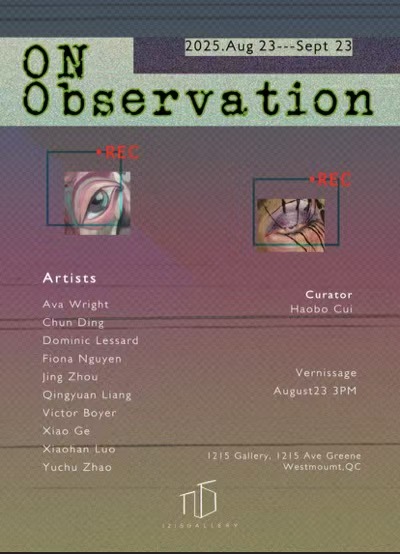 2025.Aug 23---Sept 23
ON
Observation
REC
REC
Artists
Ava Wright
Chun Ding
Dominic Lessard
Fiona Nguyen
Jing Zhou
Qingyuan Liang
Victor Boyer
Xiao Ge
Xiaohan Luo
Yuchu Zhao
Curator
Haobo Cui
Vernissage
August23 3PM
1215 Gallery, 1215 Ave Greene
Westmoumt,QC
1215GALLERY